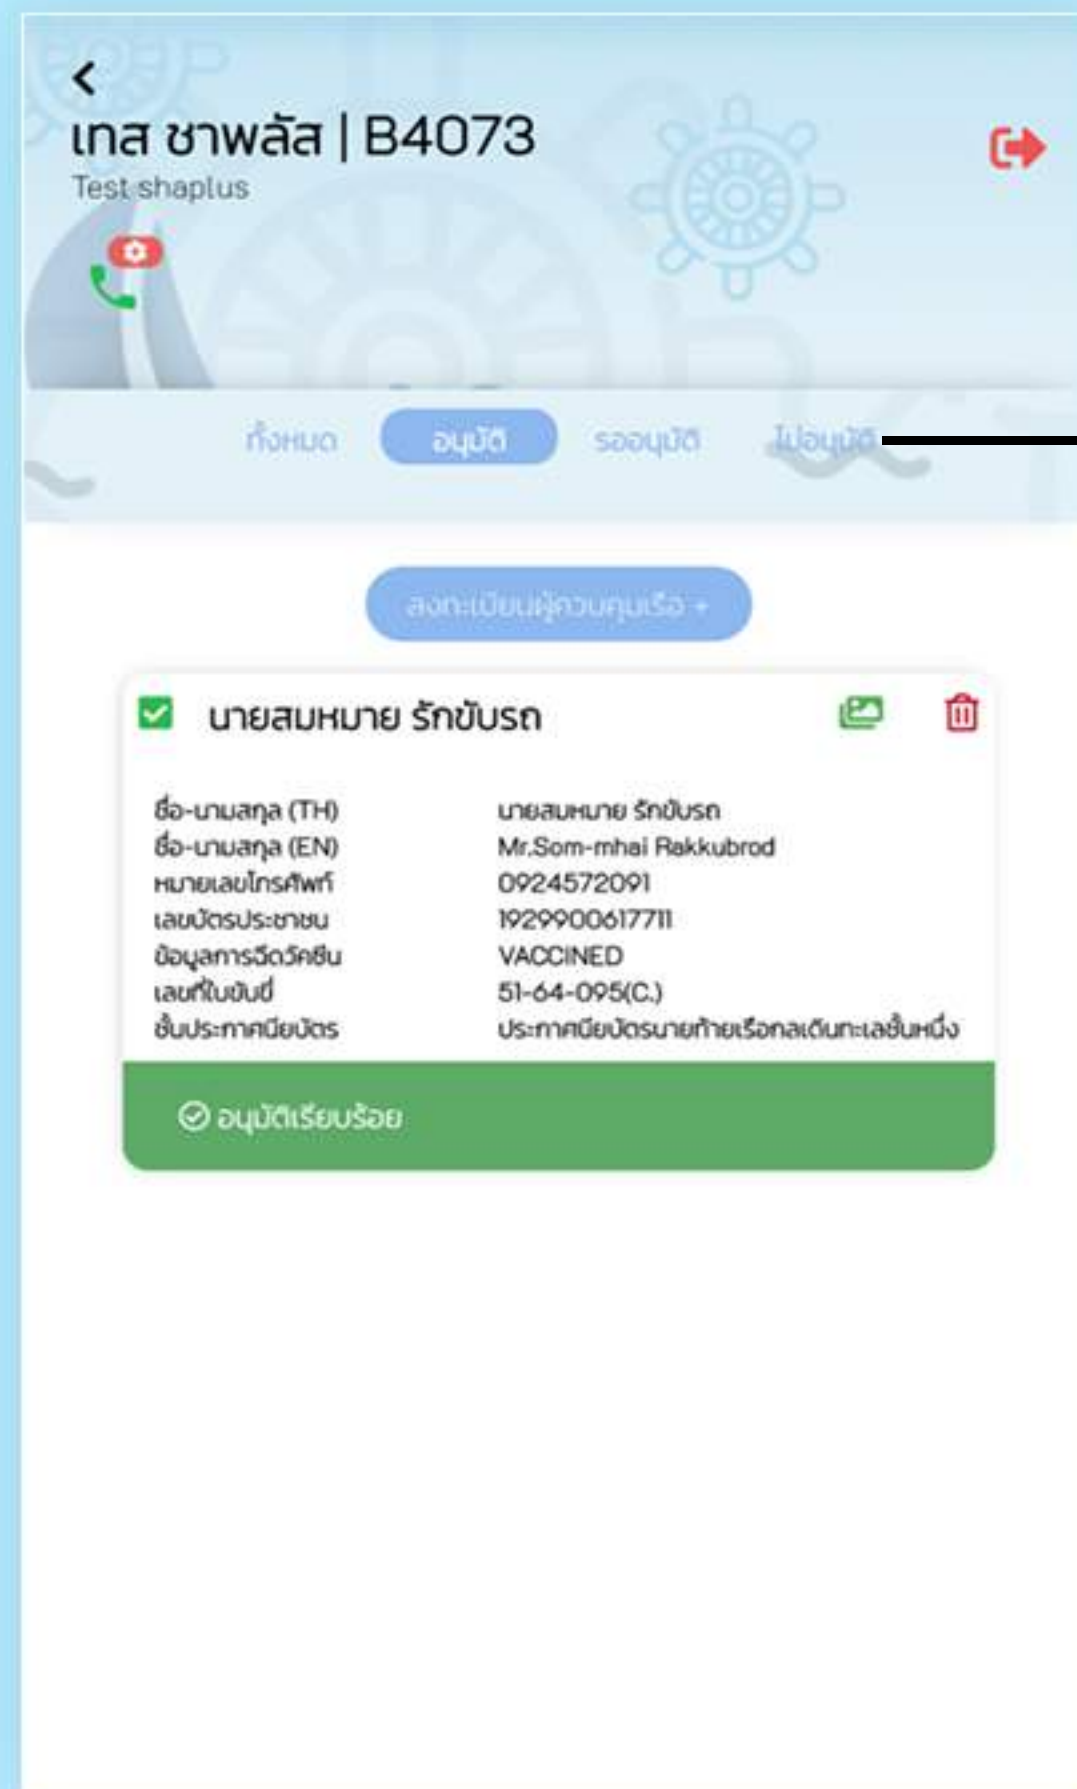 เทส ชาพลัส | B4073
Test shaplus
ทั้งหมด อนุมัติ รออนุมัติ ไม่อนุมัติ
ลงทะเบียนผู้ควบคุมเรือ +
นายสมหมาย รักขับรถ
ชื่อ-นามสกุล (TH) นายสมหมาย รักขับรถ
ชื่อ-นามสกุล (EN) Mr.Som-mhai Rakkubrod
หมายเลขโทรศัพท์ 0924572091
เลขบัตรประชาชน 1929900617711
ข้อมูลการฉีดวัคซีน VACCINED
เลขที่ใบขับขี่ 51-64-095(C.)
ชั้นประกาศนียบัตร ประกาศนียบัตรนายท้ายเรือกลเดินทะเลชั้นหนึ่ง
อนุมัติเรียบร้อย